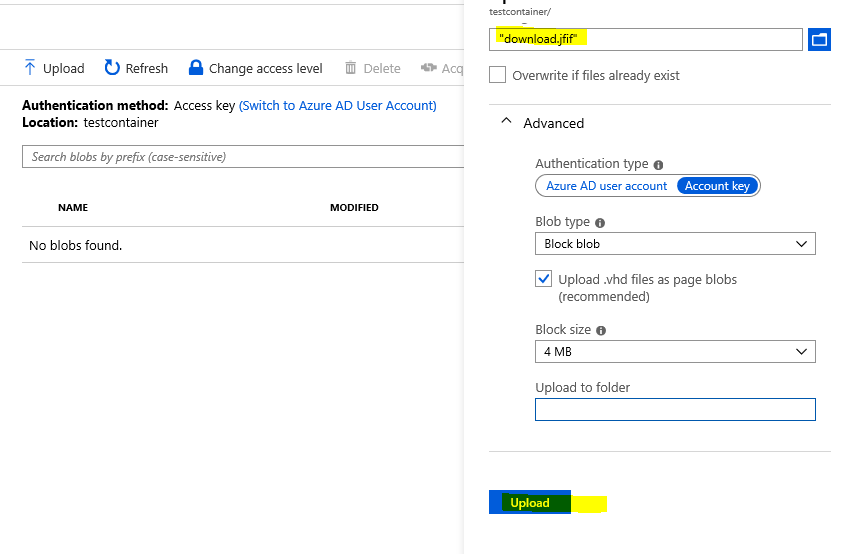 Upload Refresh Change access level Delete Acq
Authentication method: Access key (Switch to Azure AD User Account)
Location: testcontainer
Search blobs by prefix (case-sensitive)
NAME MODIFIED
No blobs found.
testcontainer/
"download.jfif"
Overwrite if files already exist
Advanced
Authentication type
Azure AD user account Account key
Blob type
Block blob
Upload .vhd files as page blobs
(recommended)
Block size
4 MB
Upload to folder
Upload